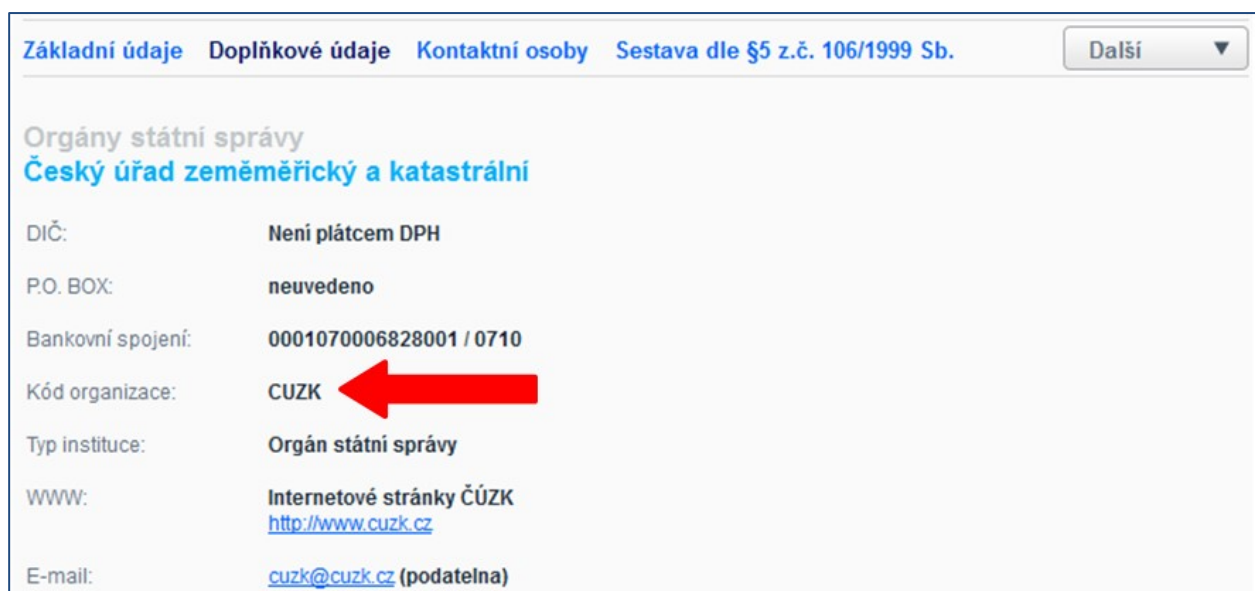 Základní údaje Doplňkové údaje Kontaktní osoby Sestava dle §5 z.č. 106/1999 Sb. Další
Orgány státní správy
Český úřad zeměměřický a katastrální
DIČ: Není plátcem DPH
P.O. BOX: neuvedeno
Bankovní spojení: 0001070006828001 / 0710
Kód organizace: CUZK
Typ instituce: Orgán státní správy
WWW: Internetové stránky ČÚZK
http://www.cuzk.cz
E-mail: cuzk@cuzk.cz (podatelna)